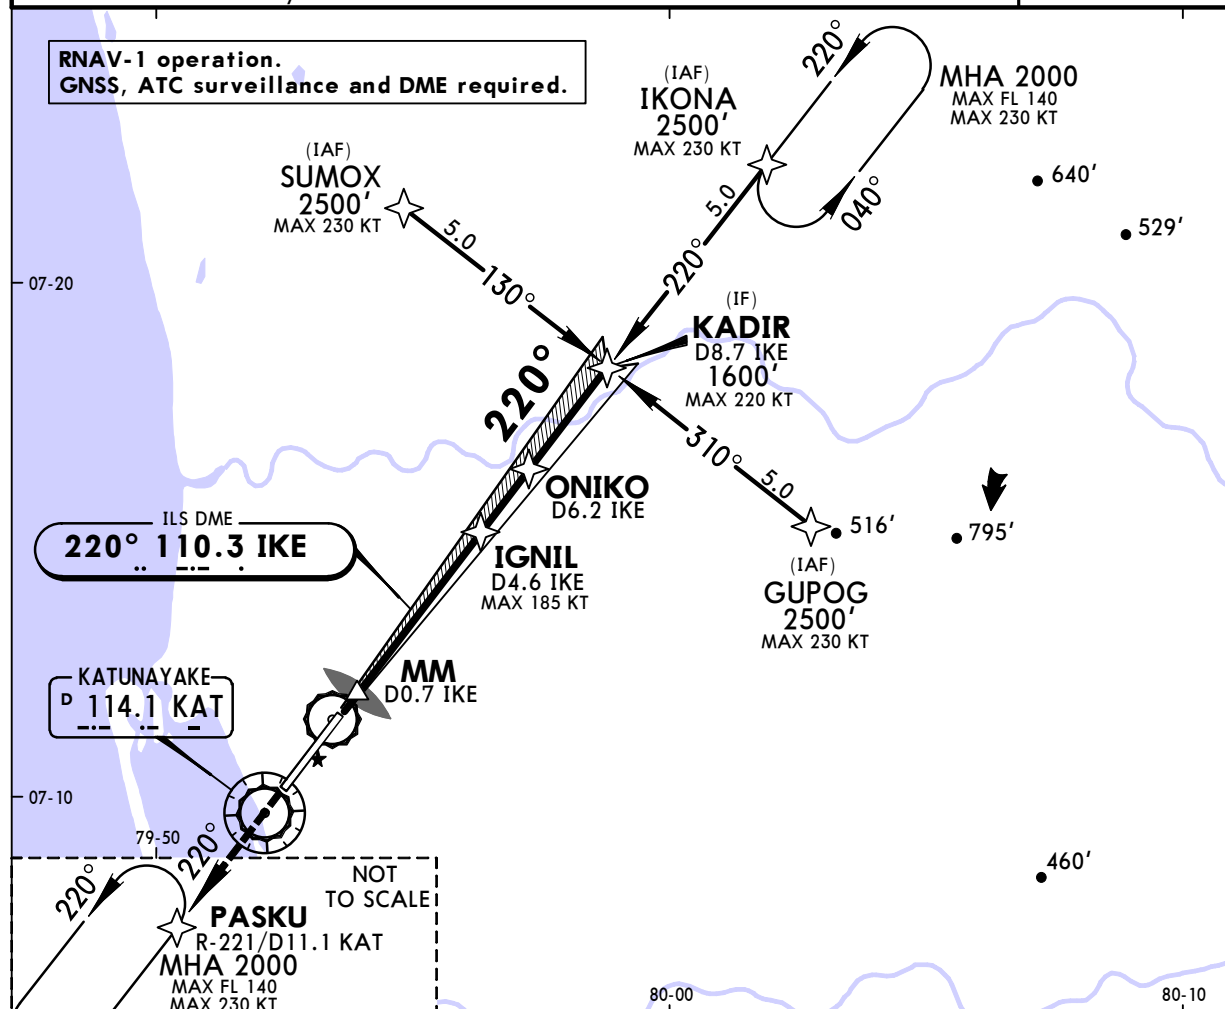 RNAV-1 operation.
GNSS, ATC surveillance and DME required.
(IAF)
IKONA
2500′
MAX 230 KT
220°
MHA 2000
MAX FL 140
MAX 230 KT
040°
(IAF)
SUMOX
2500′
MAX 230 KT
640′
529′
5.0
5.0
130°
220°
07-20
(IF)
KADIR
D8.7 IKE
1600′
MAX 220 KT
220°
310°
5.0
ONIKO
D6.2 IKE
ILS DME
220° 110.3 IKE
516′
795′
IGNIL
D4.6 IKE
MAX 185 KT
(IAF)
GUPOG
2500′
MAX 230 KT
MM
D0.7 IKE
KATUNAYAKE
D 114.1 KAT
07-10
79-50
220°
460′
220°
NOT
TO SCALE
PASKU
R-221/D11.1 KAT
MHA 2000
MAX FL 140
MAX 230 KT
80-00
80-10